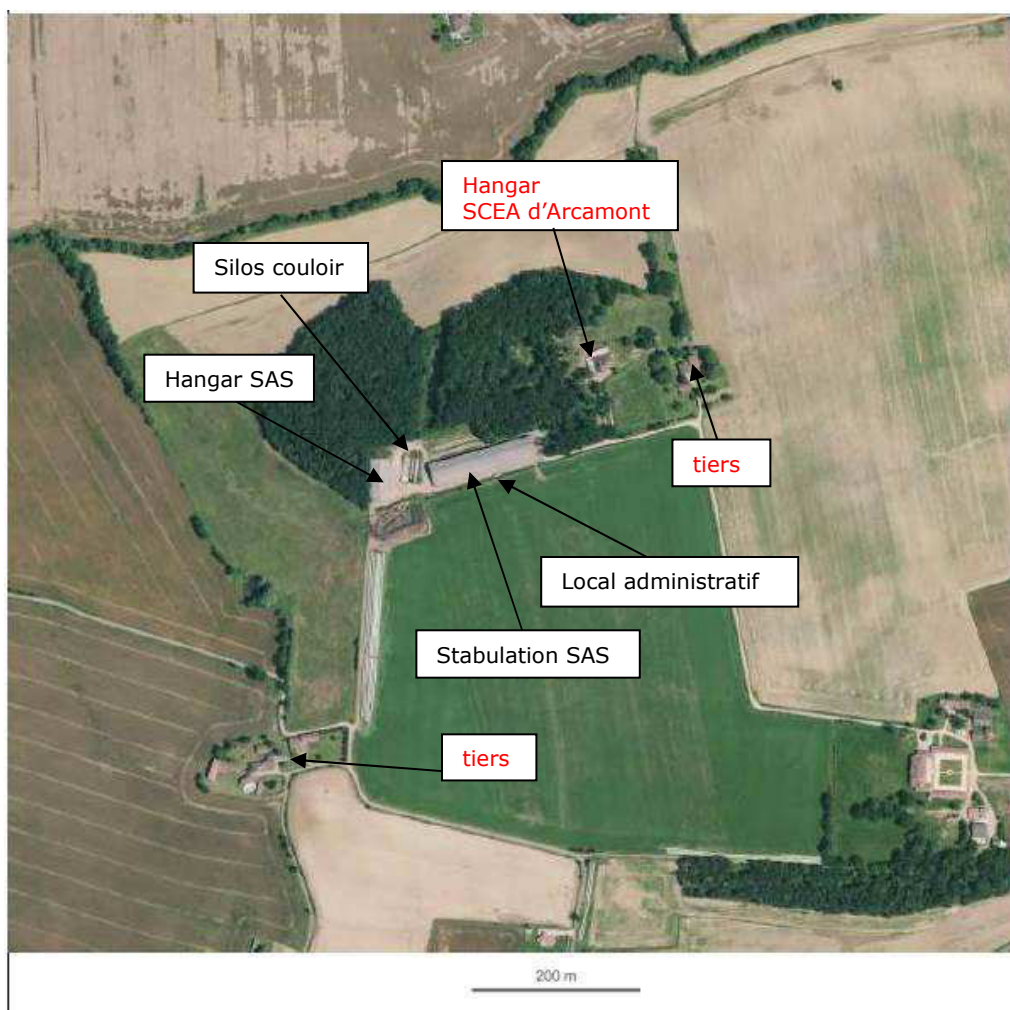 Hangar
SCEA d'Arcamont
Silos couloir
Hangar SAS
tiers
Local administratif
Stabulation SAS
tiers
200 m